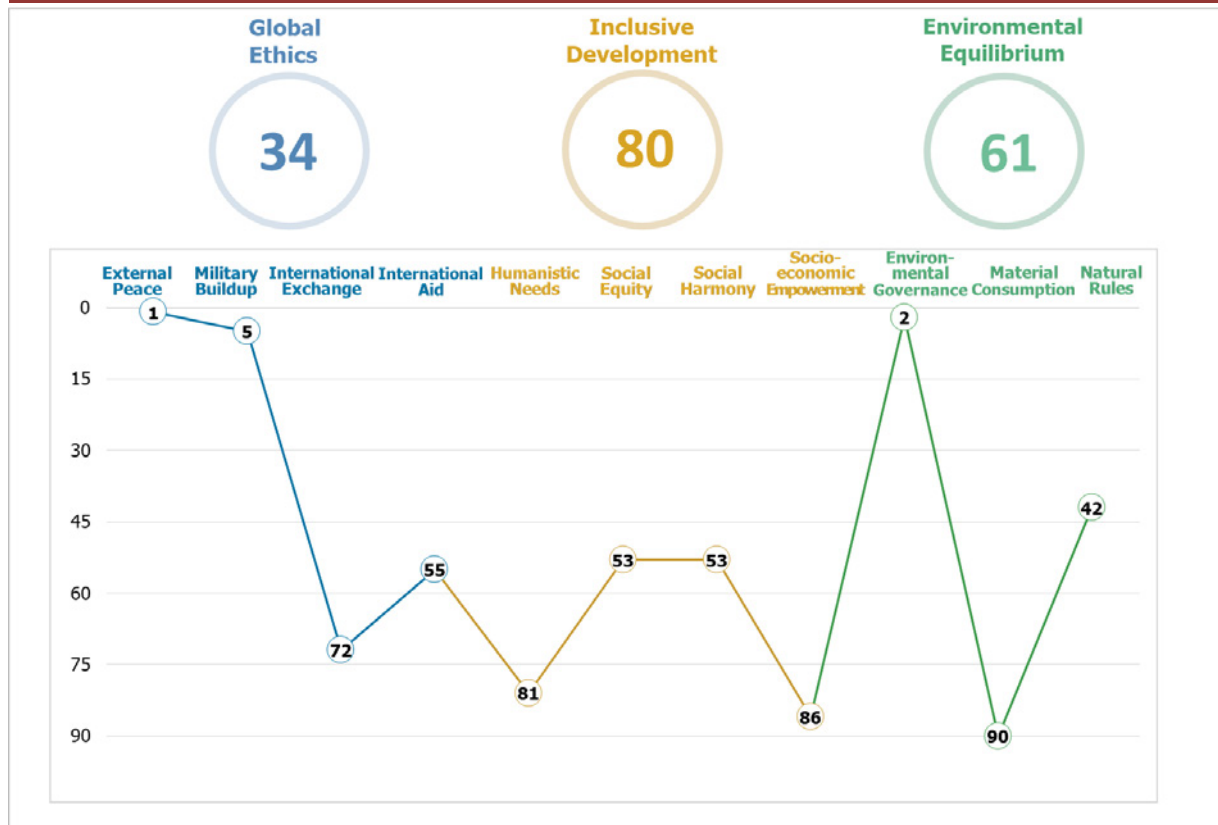 Global
Ethics
34
Inclusive
Development
80
Environmental
Equilibrium
61
External
Peace
Military
Buildup
International
Exchange
International
Aid
Humanistic
Needs
Social
Equity
Social
Harmony
Socio-
economic
Empowerment
Environ-
mental
Governance
Material
Consumption
Natural
Rules
0
15
30
45
60
75
90
1
5
72
55
81
53
53
86
2
90
42